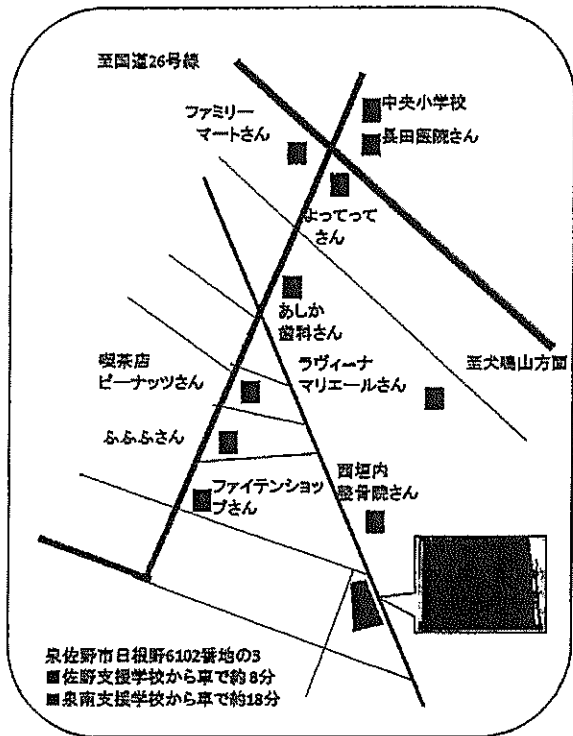 至国道26号線
中央小学校
ファミリー
マートさん
長田医院さん
よってって
さん
あしか
歯科さん
喫茶店
ピーナッツさん
ラヴィーナ
マリエールさん
至犬鳴山方面
ふふふさん
西垣内
整骨院さん
ファイテンショッ
プさん
泉佐野市日根野6102番地の3
■佐野支援学校から車で約8分
■泉南支援学校から車で約18分